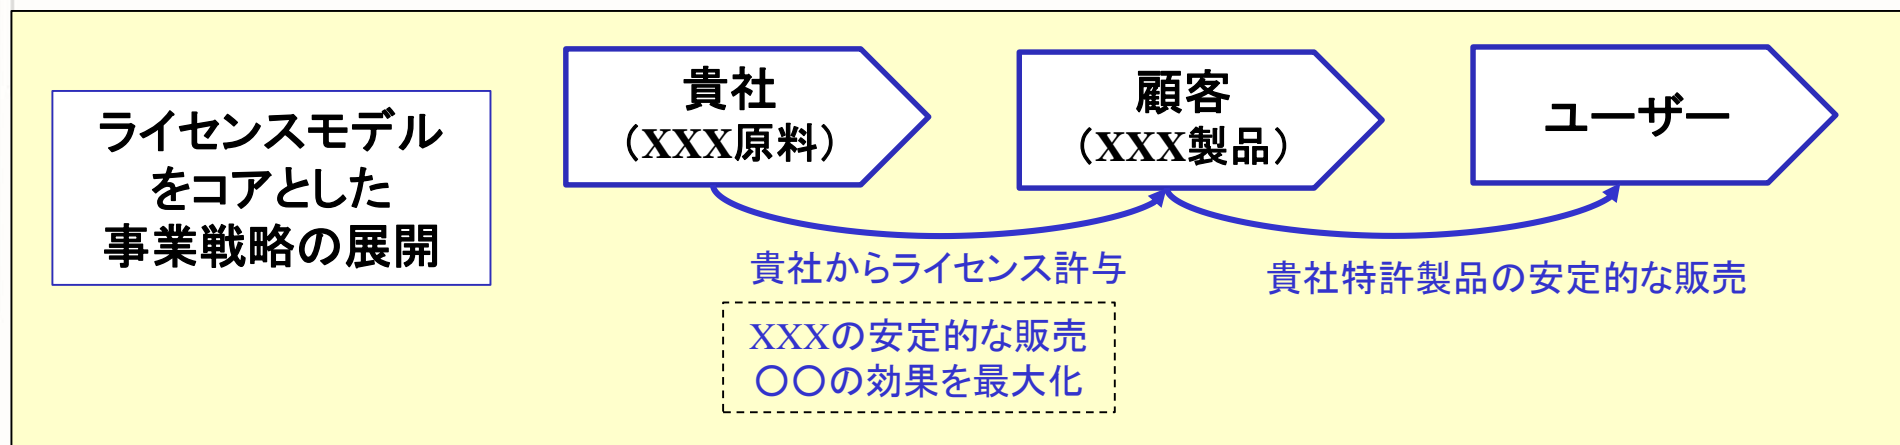 ライセンスモデル
をコアとした
事業戦略の展開
貴社
（XXX原料）
顧客
（XXX製品）
ユーザー
貴社からライセンス許与
XXXの安定的な販売
〇〇の効果を最大化
貴社特許製品の安定的な販売